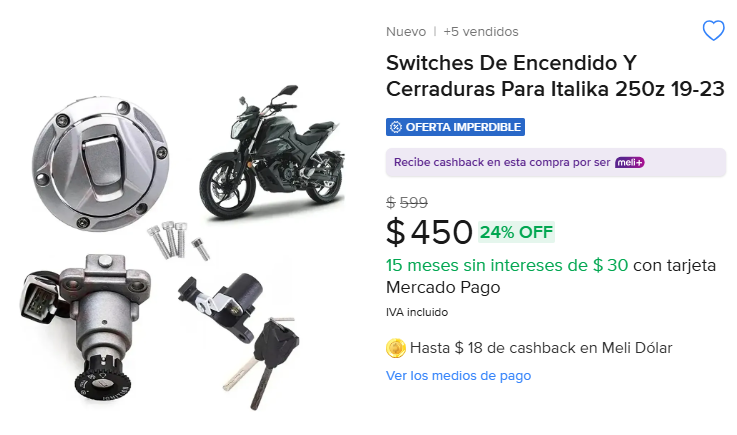 Nuevo | +5 vendidos
Switches De Encendido Y
Cerraduras Para Italika 250z 19-23
OFERTA IMPERDIBLE
Recibe cashback en esta compra por ser meli+
$ 599
$ 450 24% OFF
15 meses sin intereses de $ 30 con tarjeta
Mercado Pago
IVA incluido
Hasta $ 18 de cashback en Meli Dólar
Ver los medios de pago